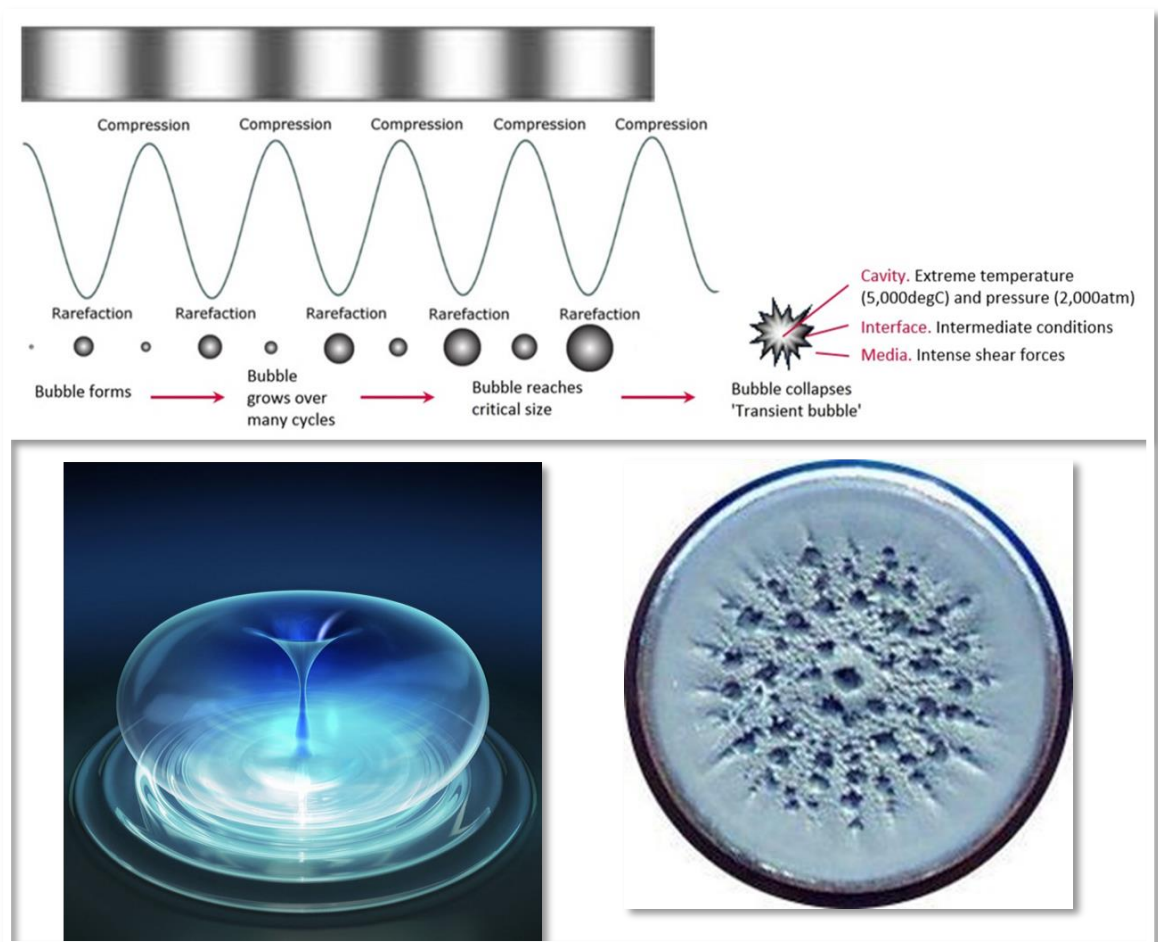 Compression Compression Compression Compression Compression
Rarefaction Rarefaction Rarefaction Rarefaction Rarefaction
Cavity. Extreme temperature
(5,000degC) and pressure (2,000atm)
Interface. Intermediate conditions
Media. Intense shear forces
Bubble forms
Bubble
grows over
many cycles
Bubble reaches
critical size
Bubble collapses
'Transient bubble'